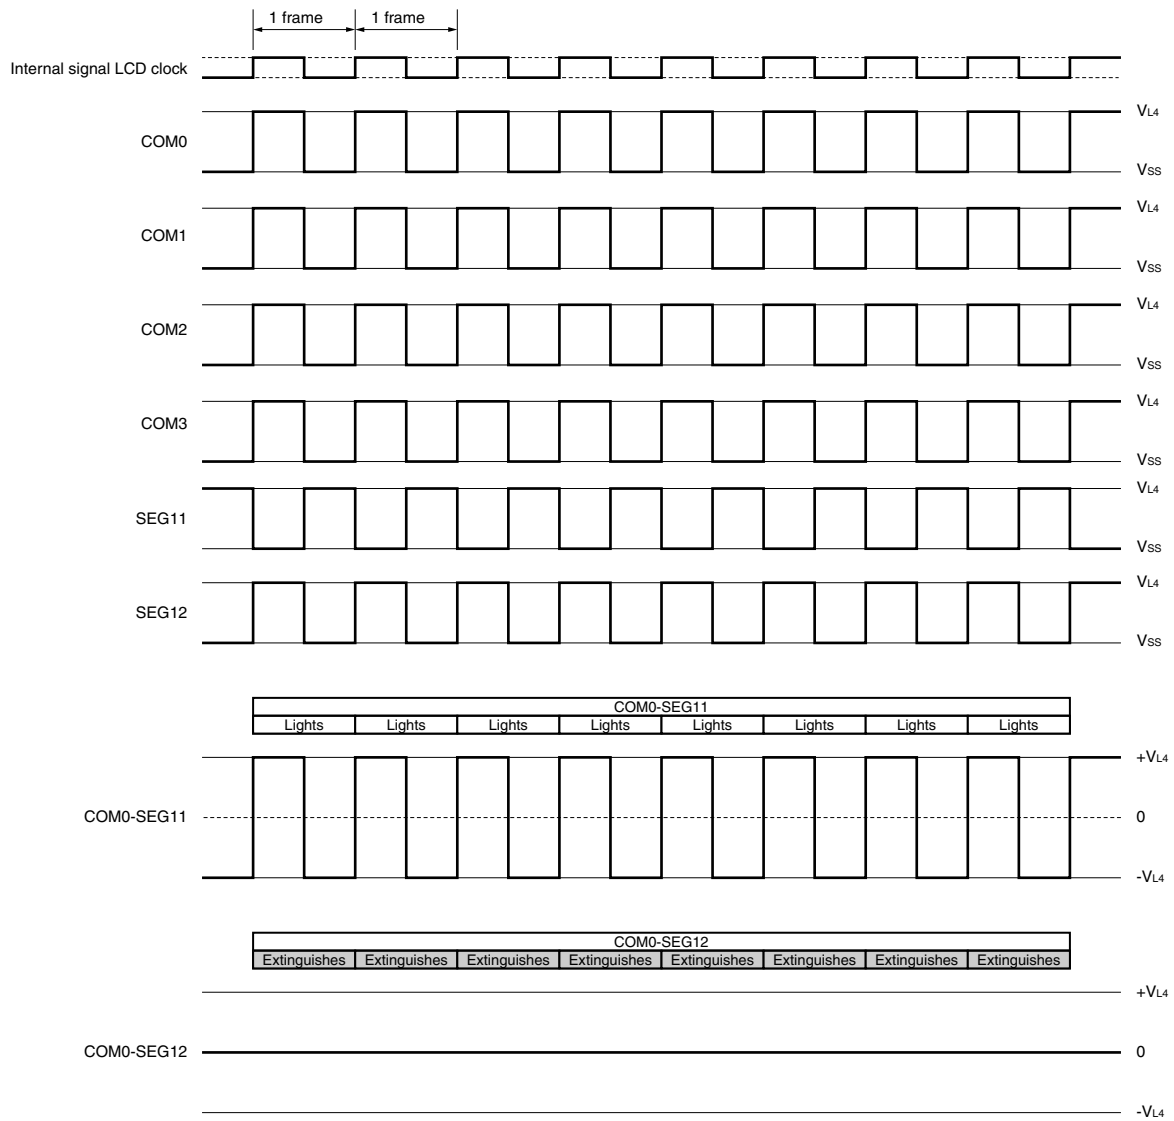 1 frame 1 frame
Internal signal LCD clock
VL4
COM0
VSS
VL4
COM1
VSS
VL4
COM2
VSS
VL4
COM3
VSS
VL4
SEG11
VSS
VL4
SEG12
VSS
COM0-SEG11
Lights Lights Lights Lights Lights Lights Lights Lights
+VL4
COM0-SEG11 0
-VL4
COM0-SEG12
Extinguishes Extinguishes Extinguishes Extinguishes Extinguishes Extinguishes Extinguishes Extinguishes
+VL4
COM0-SEG12 0
-VL4